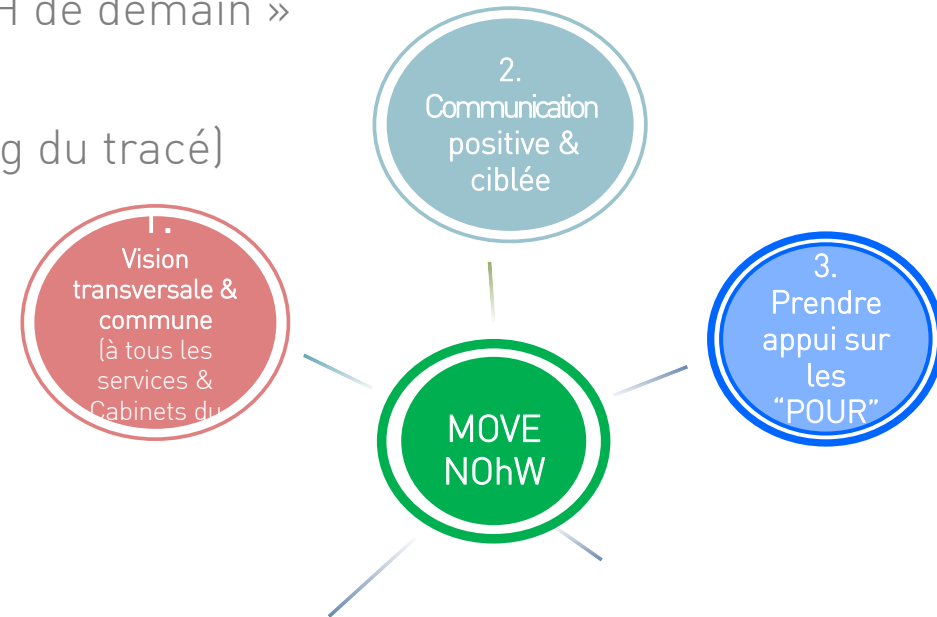 H de demain »
g du tracé)
2.
Communication
positive &
ciblée
1.
Vision
transversale &
commune
(à tous les
services &
Cabinets du
3.
Prendre
appui sur
les
“POUR”
MOVE
NOhW